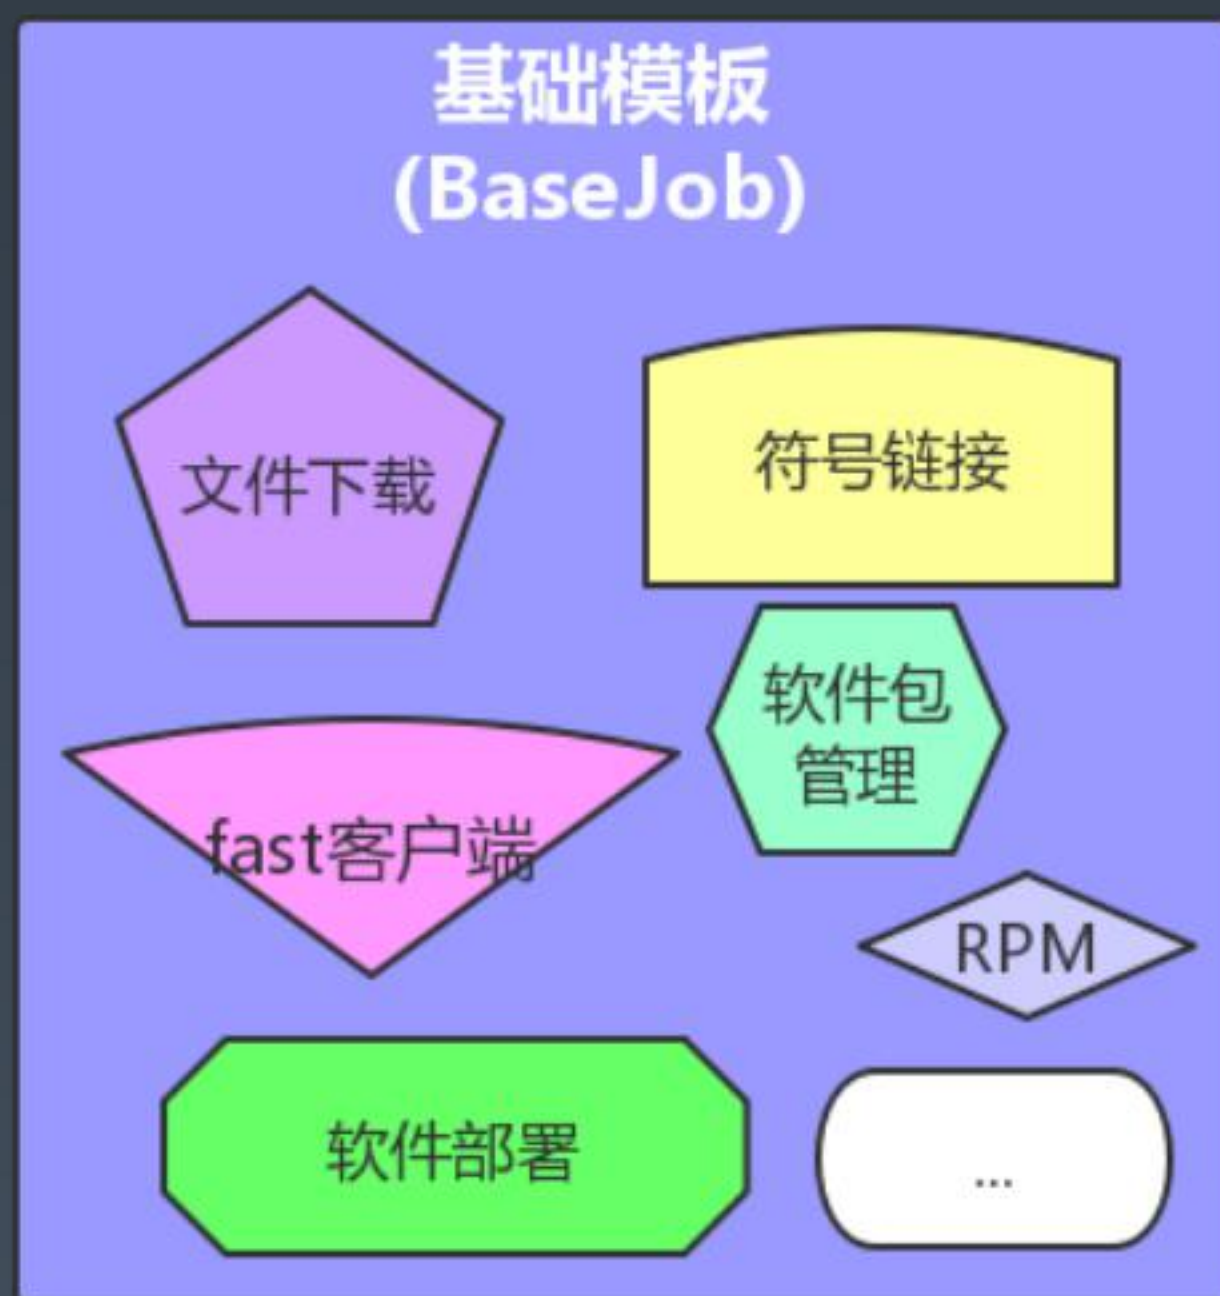 基础模板
(BaseJob)
文件下载
符号链接
软件包
管理
fast客户端
RPM
软件部署
...